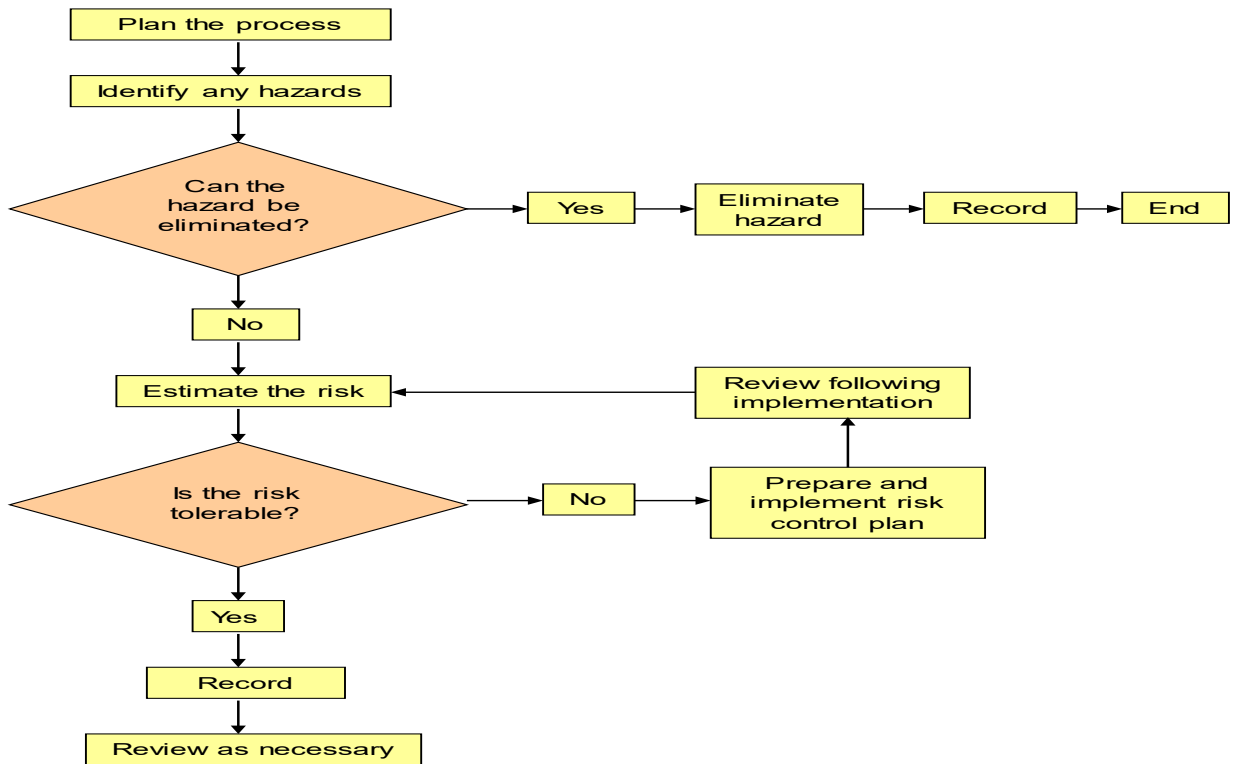 Plan the process
Identify any hazards
Can the
hazard be
eliminated?
Yes
Eliminate
hazard
Record
End
No
Estimate the risk
Review following
implementation
Is the risk
tolerable?
No
Prepare and
implement risk
control plan
Yes
Record
Review as necessary